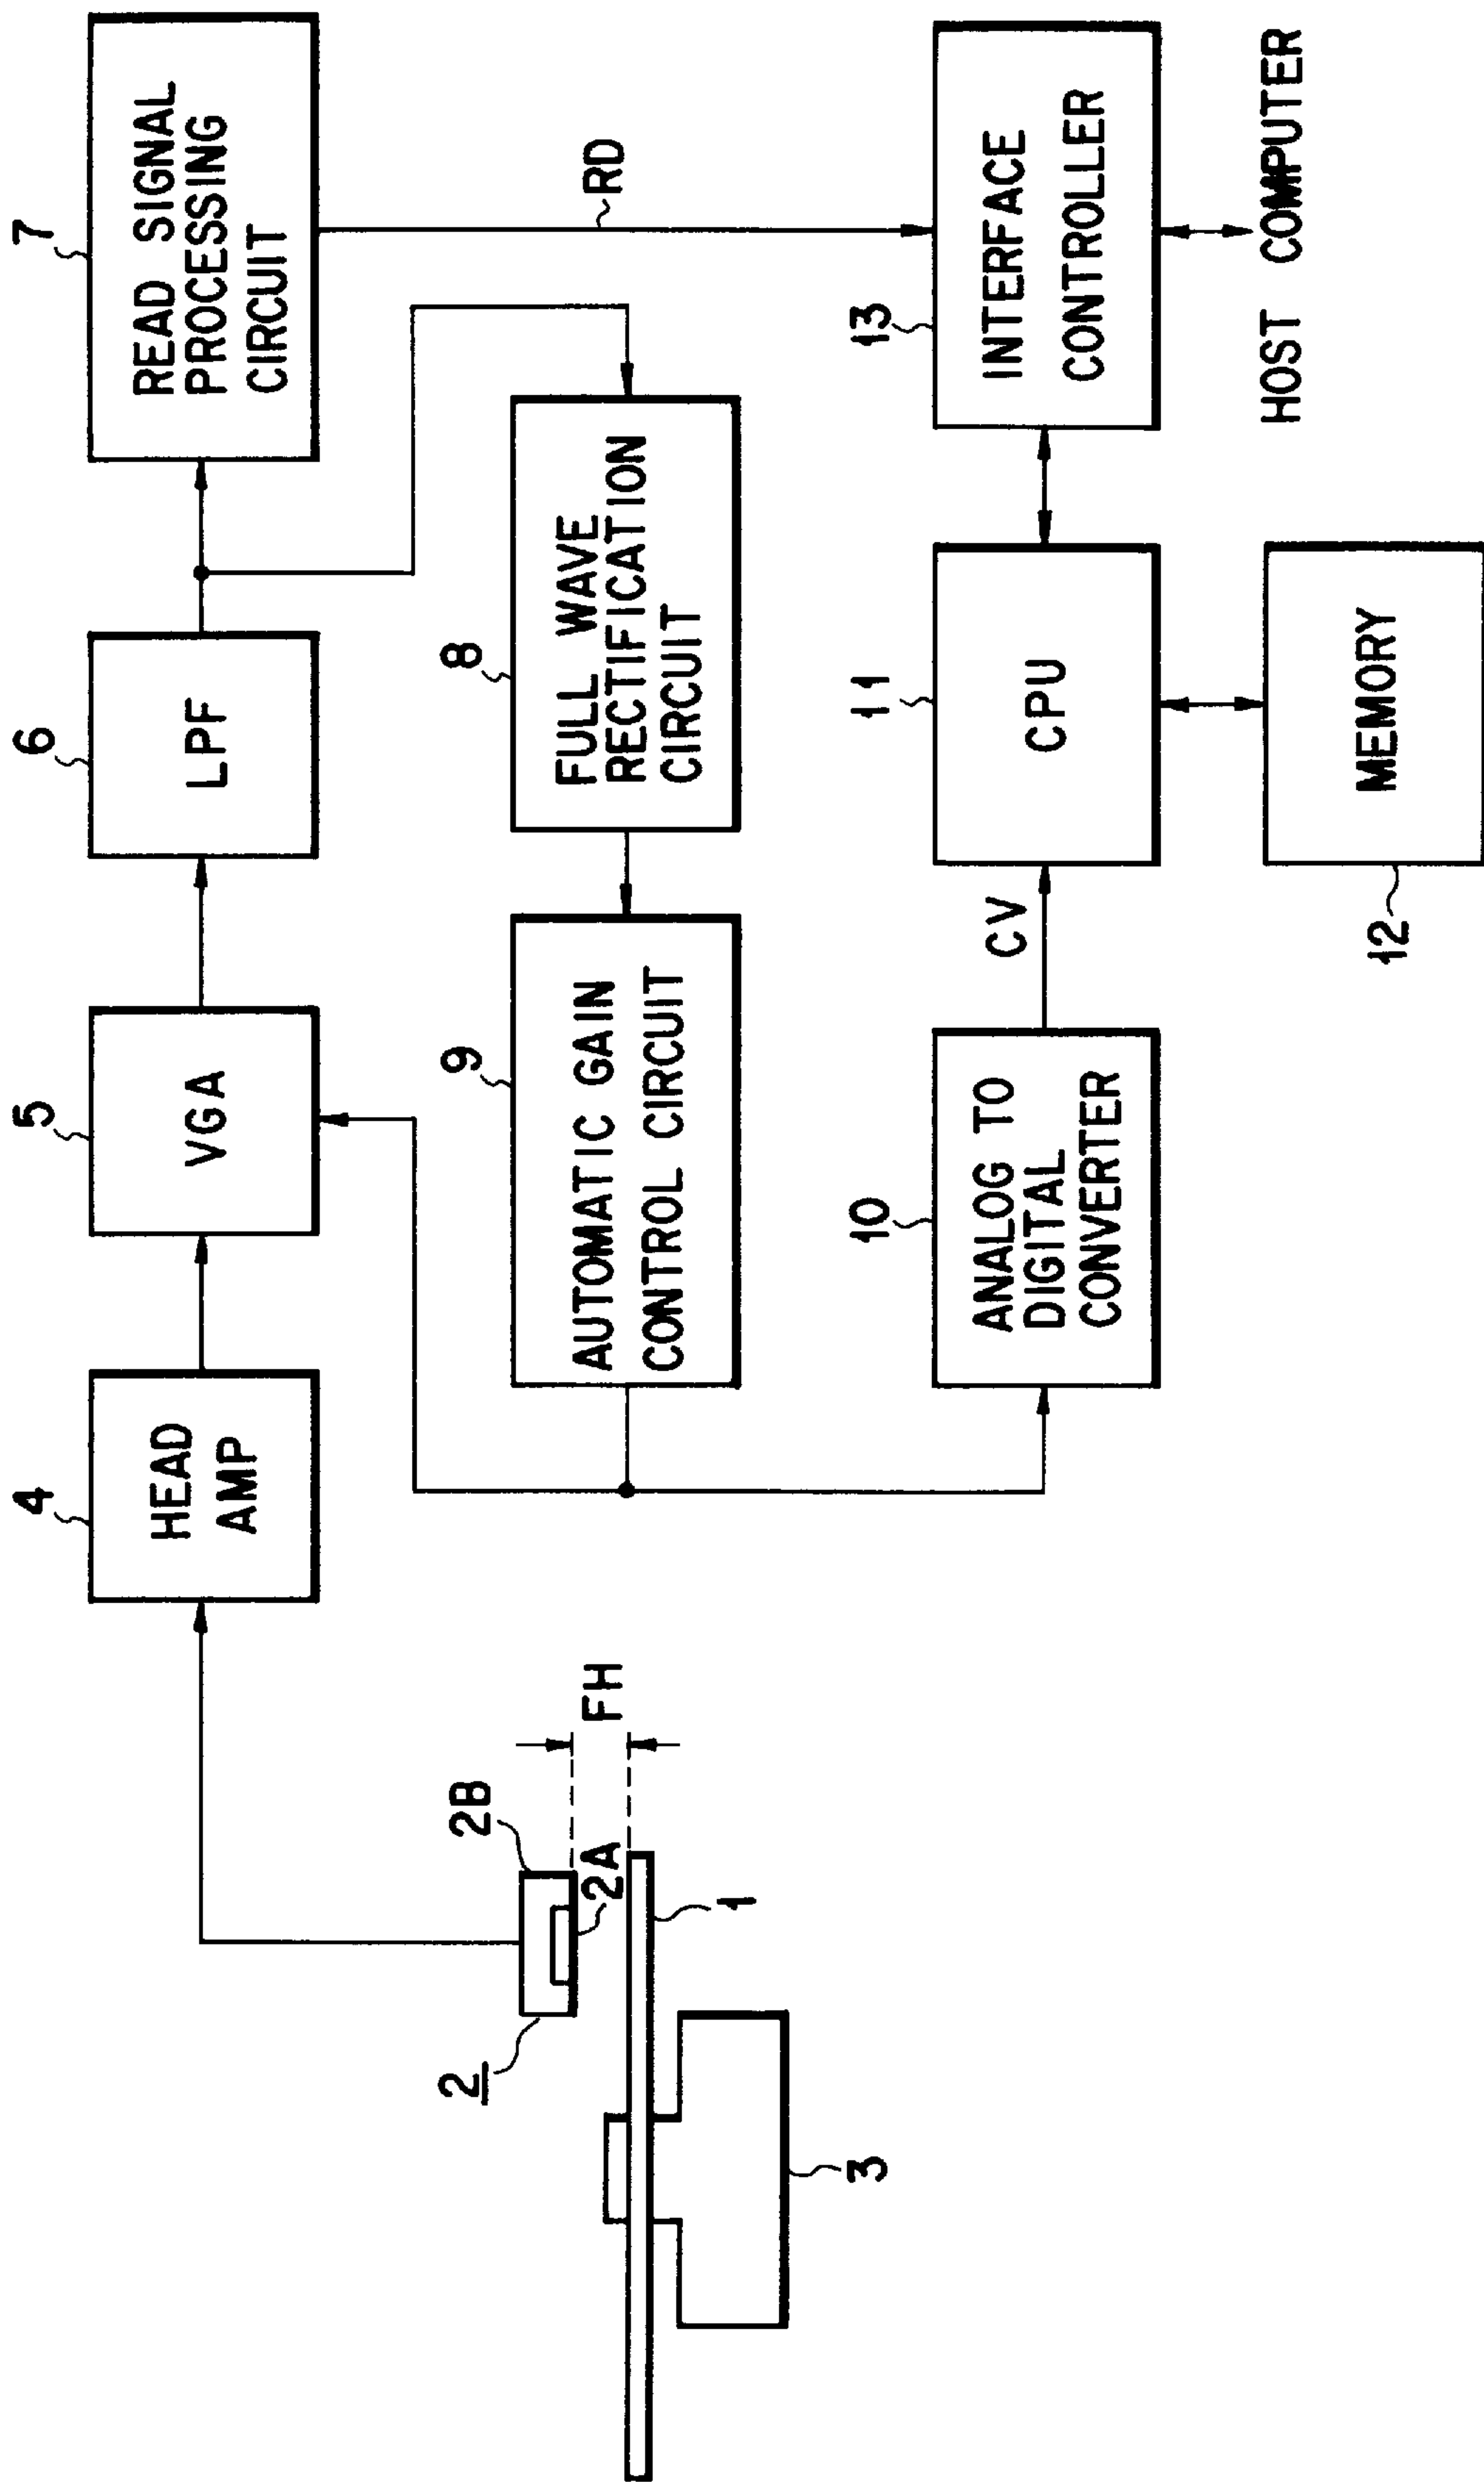 4
HEAD
AMP
5
VGA
6
LPF
7
READ SIGNAL
PROCESSING
CIRCUIT
2
2B
2A
FH
1
3
9
AUTOMATIC GAIN
CONTROL CIRCUIT
8
FULL WAVE
RECTIFICATION
CIRCUIT
RD
10
ANALOG TO
DIGITAL
CONVERTER
CV
11
CPU
13
INTERFACE
CONTROLLER
12
MEMORY
HOST COMPUTER